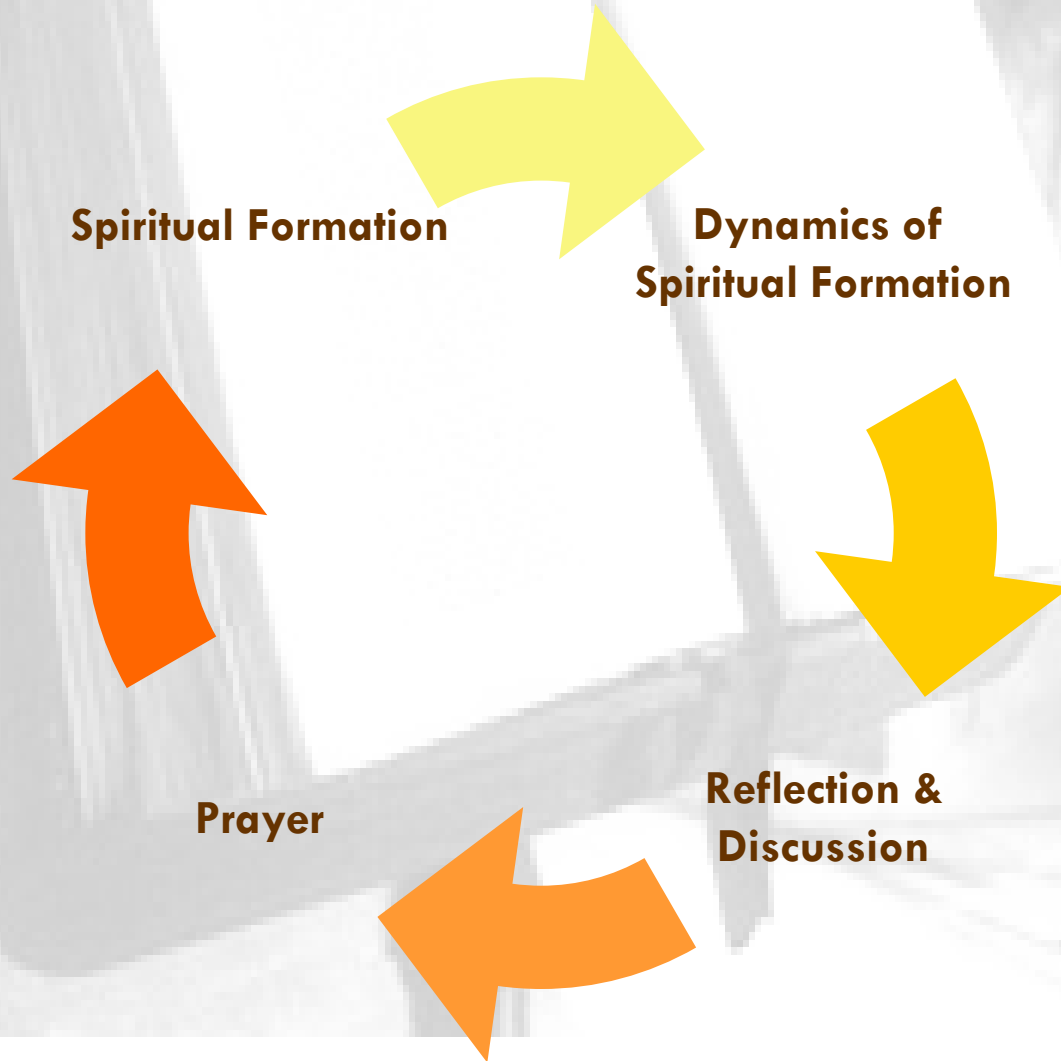 Spiritual Formation
Dynamics of
Spiritual Formation
Reflection &
Discussion
Prayer